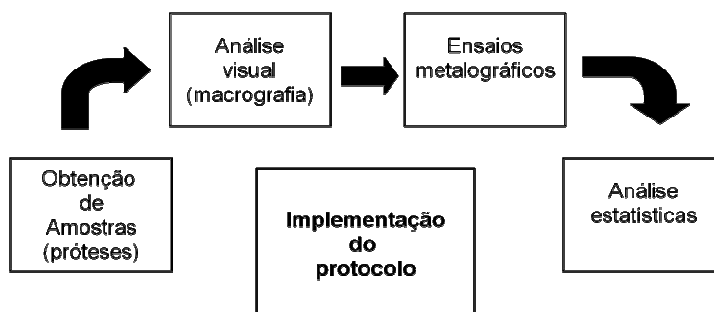 Análise
visual
(macrografia)
Ensaios
metalográficos
Obtenção
de
Amostras
(próteses)
Implementação
do
protocolo
Análise
estatísticas